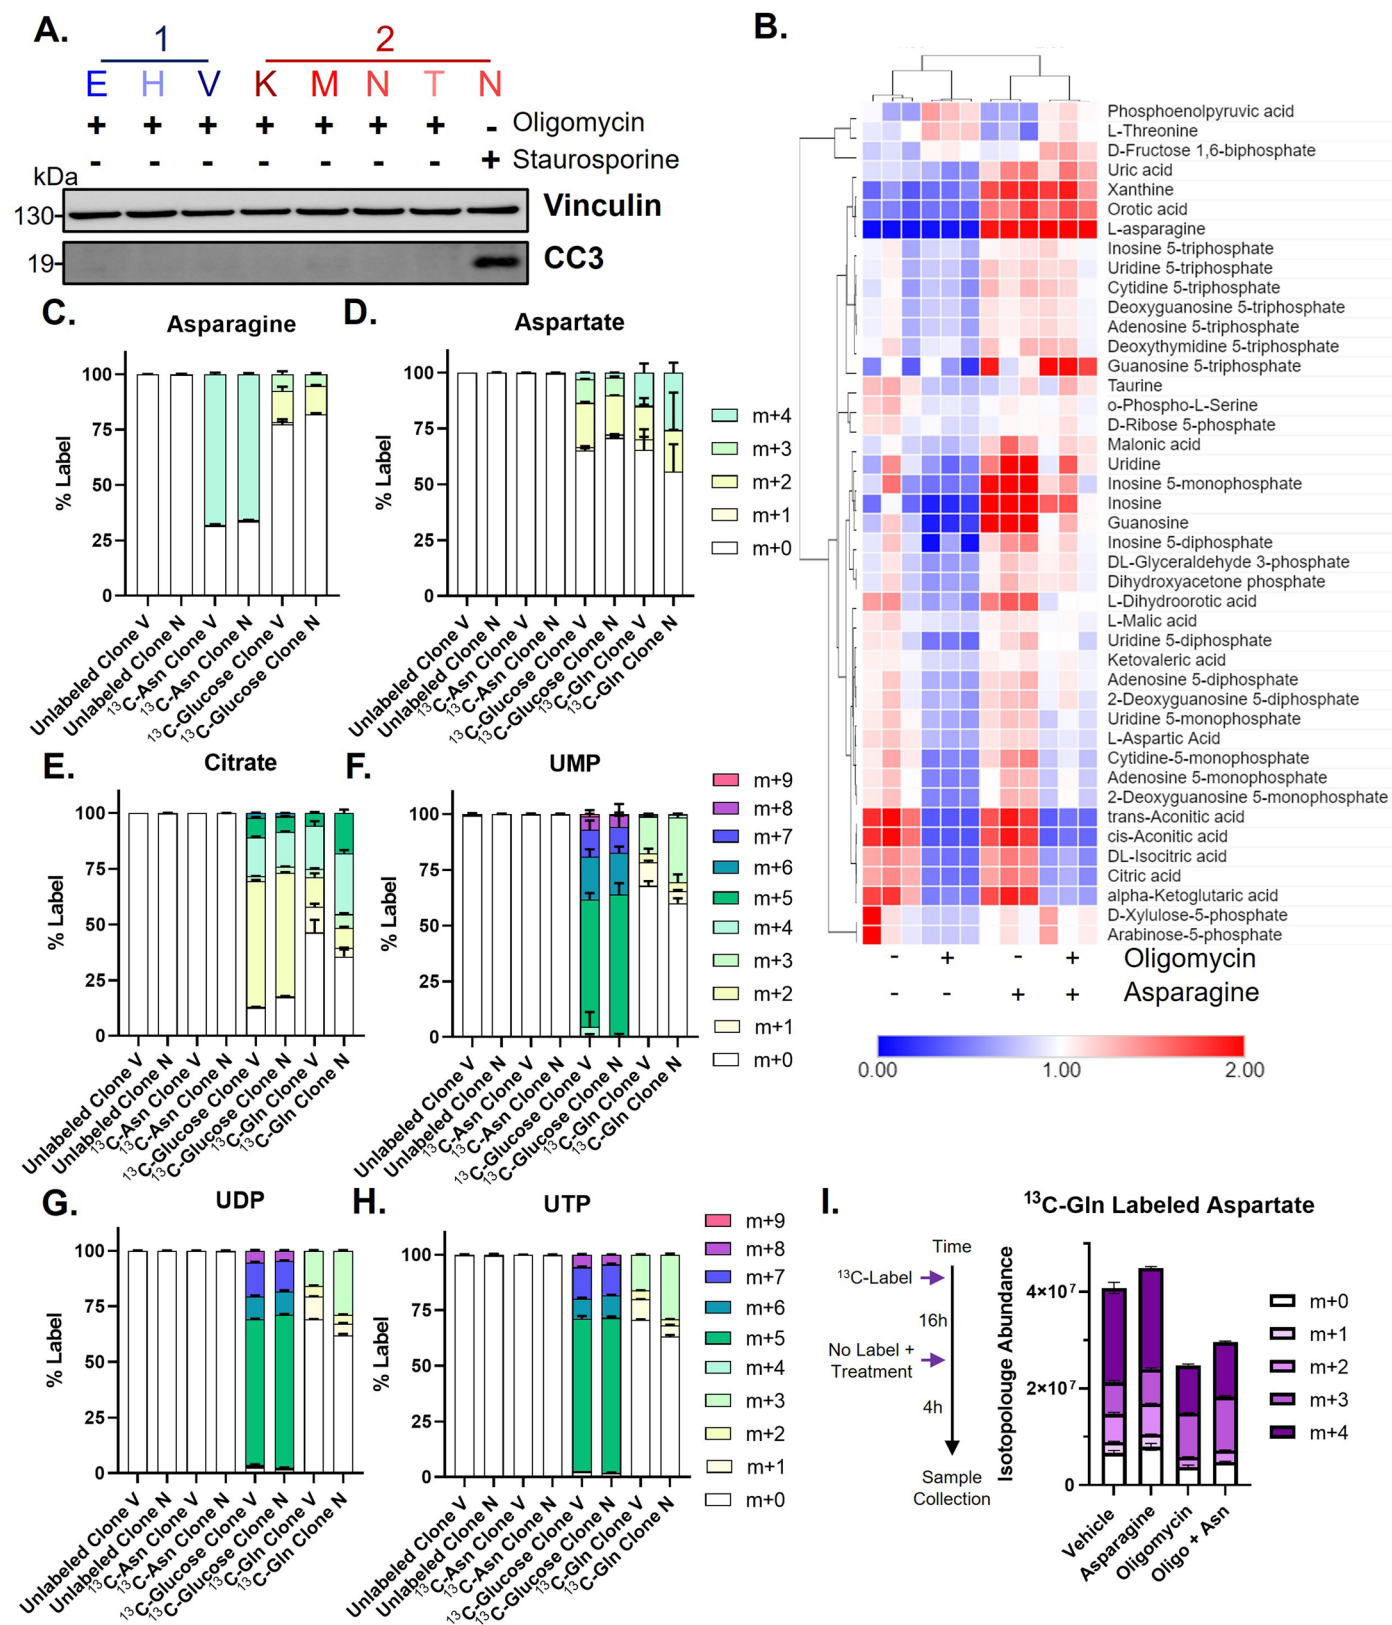 A.
1 2
E H V K M N T N
+ + + + + + + - Oligomycin
- - - - - - - + Staurosporine
kDa
130- Vinculin
19- CC3
B.
Phosphoenolpyruvic acid
L-Threonine
D-Fructose 1,6-biphosphate
Uric acid
Xanthine
Orotic acid
L-asparagine
Inosine 5-triphosphate
Uridine 5-triphosphate
Cytidine 5-triphosphate
Deoxyguanosine 5-triphosphate
Adenosine 5-triphosphate
Deoxythymidine 5-triphosphate
Guanosine 5-triphosphate
Taurine
o-Phospho-L-Serine
D-Ribose 5-phosphate
Malonic acid
Uridine
Inosine 5-monophosphate
Inosine
Guanosine
Inosine 5-diphosphate
DL-Glyceraldehyde 3-phosphate
Dihydroxyacetone phosphate
L-Dihydroorotic acid
L-Malic acid
Uridine 5-diphosphate
Ketovaleric acid
Adenosine 5-diphosphate
2-Deoxyguanosine 5-diphosphate
Uridine 5-monophosphate
L-Aspartic Acid
Cytidine-5-monophosphate
Adenosine 5-monophosphate
2-Deoxyguanosine 5-monophosphate
trans-Aconitic acid
cis-Aconitic acid
DL-Isocitric acid
Citric acid
alpha-Ketoglutaric acid
D-Xylulose-5-phosphate
Arabinose-5-phosphate
- + - + Oligomycin
- - + + Asparagine
0.00 1.00 2.00
C.
Asparagine
% Label
100
75
50
25
0
Unlabeled Clone V
Unlabeled Clone N
13C-Asn Clone V
13C-Asn Clone N
13C-Glucose Clone V
13C-Glucose Clone N
D.
Aspartate
% Label
100
75
50
25
0
Unlabeled Clone V
Unlabeled Clone N
13C-Asn Clone V
13C-Asn Clone N
13C-Glucose Clone V
13C-Glucose Clone N
13C-Gln Clone V
13C-Gln Clone N
m+4
m+3
m+2
m+1
m+0
E.
Citrate
% Label
100
75
50
25
0
Unlabeled Clone V
Unlabeled Clone N
13C-Asn Clone V
13C-Asn Clone N
13C-Glucose Clone V
13C-Glucose Clone N
13C-Gln Clone V
13C-Gln Clone N
F.
UMP
% Label
100
75
50
25
0
Unlabeled Clone V
Unlabeled Clone N
13C-Asn Clone V
13C-Asn Clone N
13C-Glucose Clone V
13C-Glucose Clone N
13C-Gln Clone V
13C-Gln Clone N
m+9
m+8
m+7
m+6
m+5
m+4
m+3
m+2
m+1
m+0
G.
UDP
% Label
100
75
50
25
0
Unlabeled Clone V
Unlabeled Clone N
13C-Asn Clone V
13C-Asn Clone N
13C-Glucose Clone V
13C-Glucose Clone N
13C-Gln Clone V
13C-Gln Clone N
H.
UTP
% Label
100
75
50
25
0
Unlabeled Clone V
Unlabeled Clone N
13C-Asn Clone V
13C-Asn Clone N
13C-Glucose Clone V
13C-Glucose Clone N
13C-Gln Clone V
13C-Gln Clone N
m+9
m+8
m+7
m+6
m+5
m+4
m+3
m+2
m+1
m+0
I.
Time
13C-Label
16h
No Label +
Treatment
4h
Sample
Collection
13C-Gln Labeled Aspartate
Isotopolouge Abundance
4×10⁷
2×10⁷
0
Vehicle
Asparagine
Oligomycin
Oligo + Asn
m+0
m+1
m+2
m+3
m+4